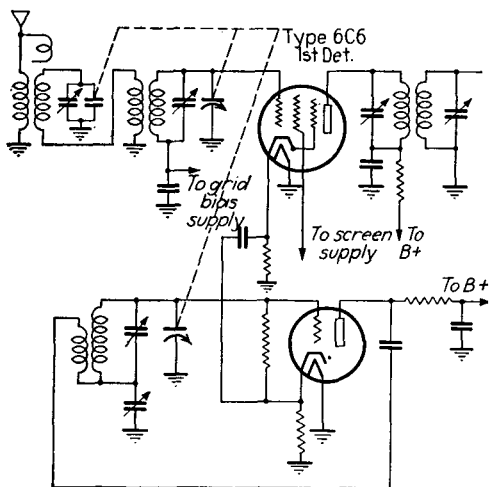 Type 6C6
1st Det.
To grid
bias
supply
To screen
supply
To
B+
To B+